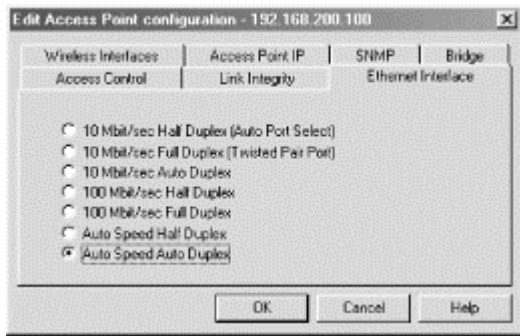 Edit Access Point configuration - 192.168.200.100
Wireless Interfaces Access Point IP SNMP Bridge
Access Control Link Integrity Ethernet Interface
10 Mbit/sec Half Duplex (Auto Port Select)
10 Mbit/sec Full Duplex (Twisted Pair Port)
10 Mbit/sec Auto Duplex
100 Mbit/sec Half Duplex
100 Mbit/sec Full Duplex
Auto Speed Half Duplex
Auto Speed Auto Duplex
OK Cancel Help